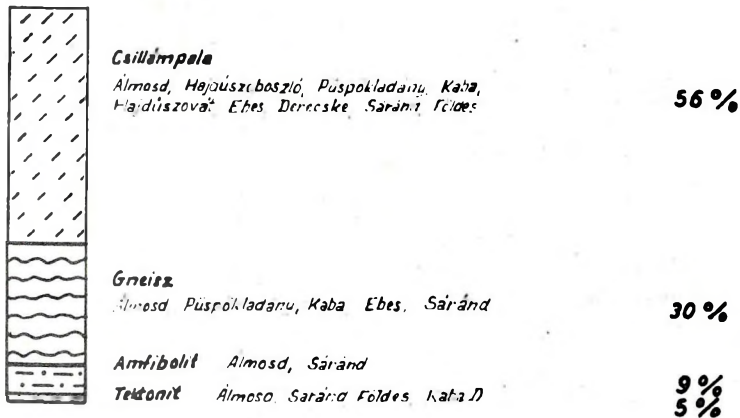 Csillámpala
Álmosd, Hajdúszoboszló, Püspökladány, Kaba,
Hajdúszovát Ebes Derecske Sáránd Földes
56 %
Gneisz
Álmosd Püspökladány, Kaba Ebes, Sáránd
30 %
Amfibolit Álmosd, Sáránd
9 %
Tektonit Álmosd, Sáránd Földes, Kaba
5 %